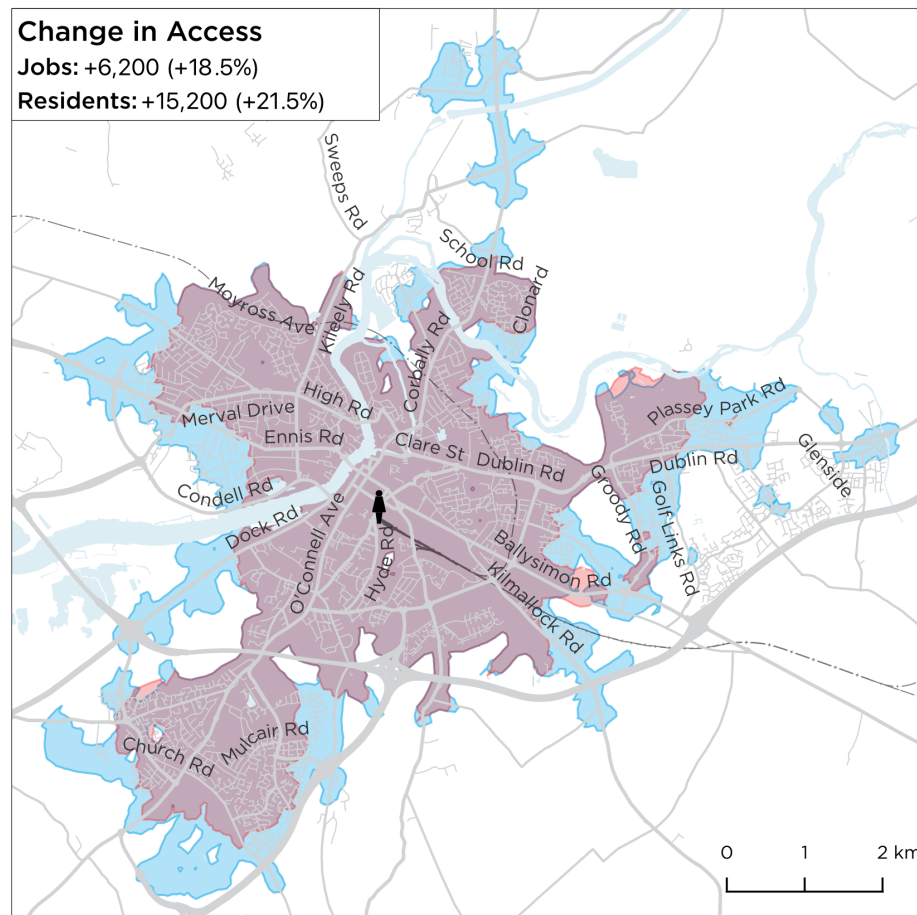 Change in Access
Jobs: +6,200 (+18.5%)
Residents: +15,200 (+21.5%)
Sweeps Rd
School Rd
Clonard
Moyross Ave
Kileely Rd
Corbally Rd
High Rd
Merval Drive
Ennis Rd
Clare St
Dublin Rd
Plassey Park Rd
Dublin Rd
Glenside
Condell Rd
Dock Rd
O'Connell Ave
Hyde Rd
Groody Rd
Golf Links Rd
Ballysimon Rd
Kilmallock Rd
Mulcair Rd
Church Rd
0 1 2 km